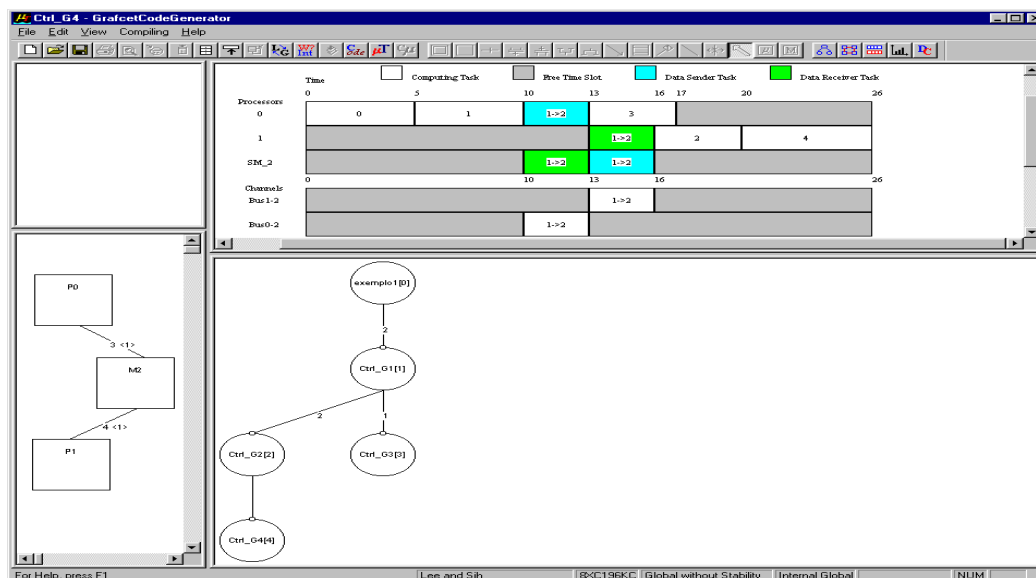 Ctrl_G4 - GrafcetCodeGenerator
File Edit View Compiling Help
Time Computing Task Free Time Slot Data Sender Task Data Receiver Task
0 5 10 13 16 17 20 26
Processors
0 0 1 1->2 3
1 1->2 2 4
SM_2 1->2 1->2
0 10 13 16 26
Channels
Bus1-2 1->2
Bus0-2 1->2
P0
3 <1>
M2
4 <1>
P1
exemplo1[0]
2
Ctrl_G1[1]
2 1
Ctrl_G2[2] Ctrl_G3[3]
Ctrl_G4[4]
For Help, press F1 Lee and Sih 8XC196KC Global without Stability Internal Global NUM